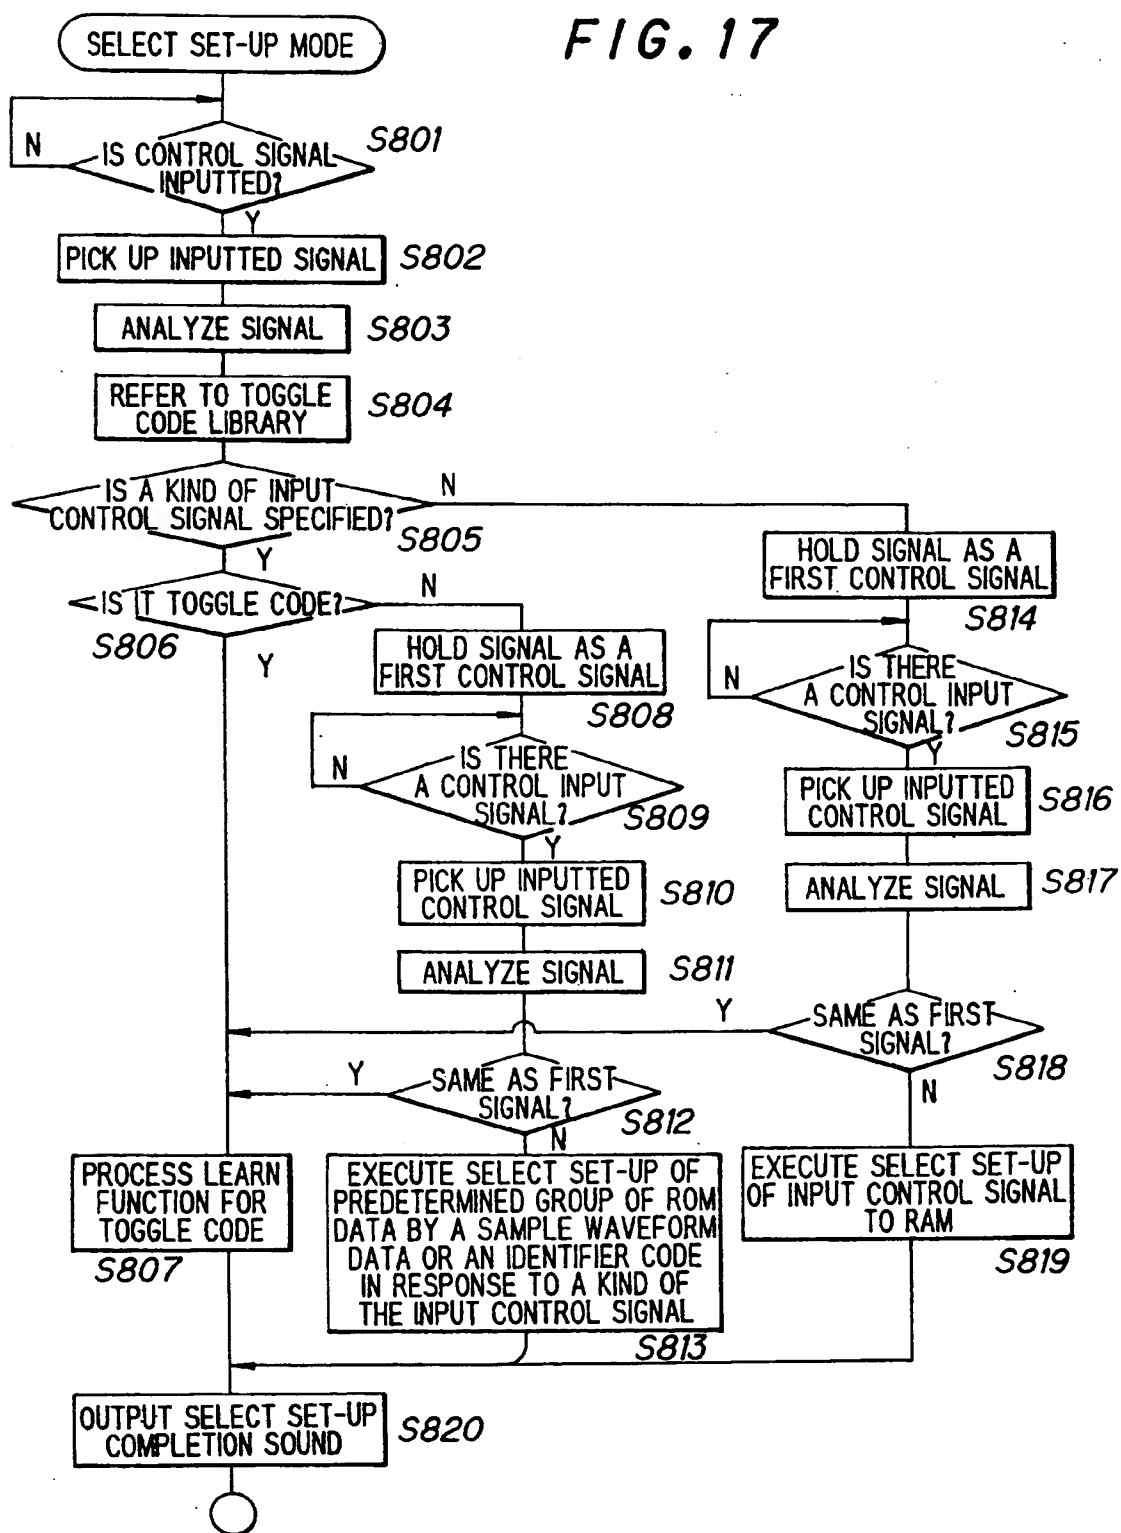 FIG. 17
SELECT SET-UP MODE
N
IS CONTROL SIGNAL
INPUTTED?
S801
Y
PICK UP INPUTTED SIGNAL
S802
ANALYZE SIGNAL
S803
REFER TO TOGGLE
CODE LIBRARY
S804
IS A KIND OF INPUT
CONTROL SIGNAL SPECIFIED?
N
S805
Y
IS IT TOGGLE CODE?
N
S806
Y
HOLD SIGNAL AS A
FIRST CONTROL SIGNAL
S808
N
IS THERE
A CONTROL INPUT
SIGNAL?
S809
Y
PICK UP INPUTTED
CONTROL SIGNAL
S810
ANALYZE SIGNAL
S811
Y
SAME AS FIRST
SIGNAL?
S812
N
HOLD SIGNAL AS A
FIRST CONTROL SIGNAL
S814
N
IS THERE
A CONTROL INPUT
SIGNAL?
S815
Y
PICK UP INPUTTED
CONTROL SIGNAL
S816
ANALYZE SIGNAL
S817
Y
SAME AS FIRST
SIGNAL?
S818
N
PROCESS LEARN
FUNCTION FOR
TOGGLE CODE
S807
EXECUTE SELECT SET-UP OF
PREDETERMINED GROUP OF ROM
DATA BY A SAMPLE WAVEFORM
DATA OR AN IDENTIFIER CODE
IN RESPONSE TO A KIND OF
THE INPUT CONTROL SIGNAL
S813
EXECUTE SELECT SET-UP
OF INPUT CONTROL SIGNAL
TO RAM
S819
OUTPUT SELECT SET-UP
COMPLETION SOUND
S820